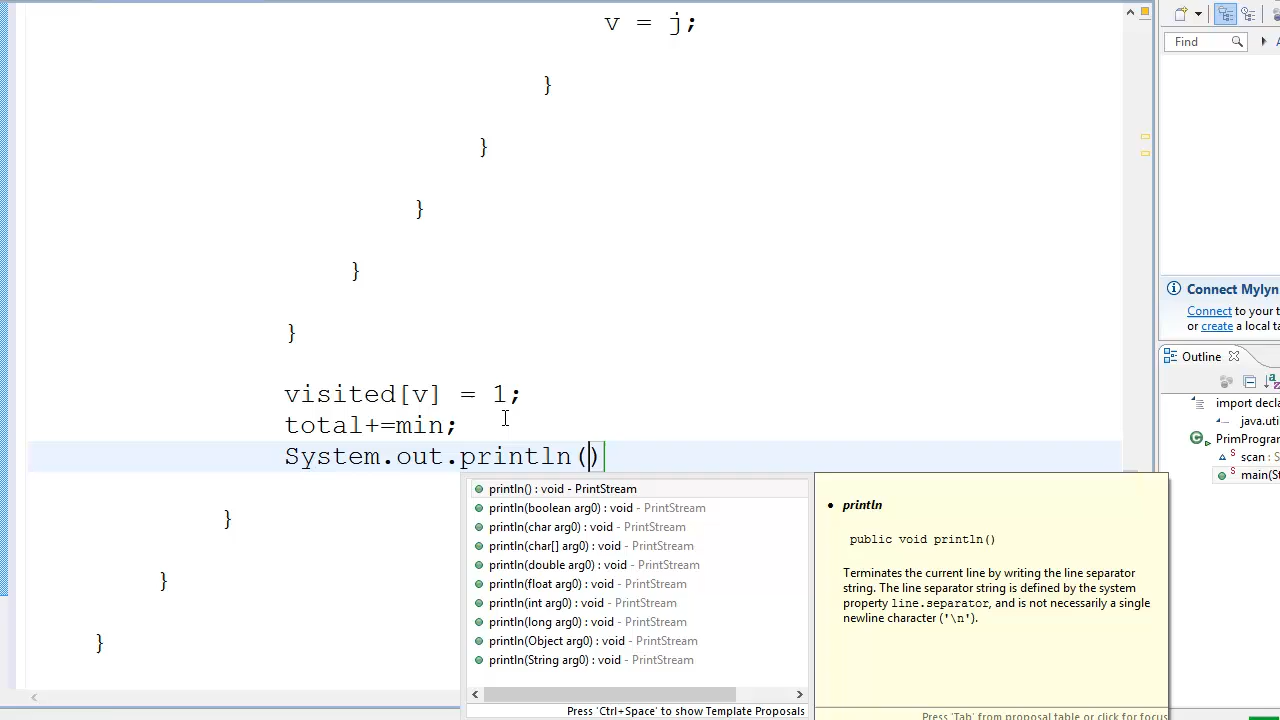 v = j;
}
}
}
}
}
visited[v] = 1;
total+=min;
System.out.println()
}
}
}
println() : void - PrintStream
println(boolean arg0) : void - PrintStream
println(char arg0) : void - PrintStream
println(char[] arg0) : void - PrintStream
println(double arg0) : void - PrintStream
println(float arg0) : void - PrintStream
println(int arg0) : void - PrintStream
println(long arg0) : void - PrintStream
println(Object arg0) : void - PrintStream
println(String arg0) : void - PrintStream
Press 'Ctrl+Space' to show Template Proposals
println
public void println()
Terminates the current line by writing the line separator
string. The line separator string is defined by the system
property line.separator, and is not necessarily a single
newline character ('\n').
Press 'Tab' from proposal table or click for focus
Find
Connect Mylyn
Connect to your t
or create a local ta
Outline
import decla
java.uti
PrimProgram
scan : S
main(St